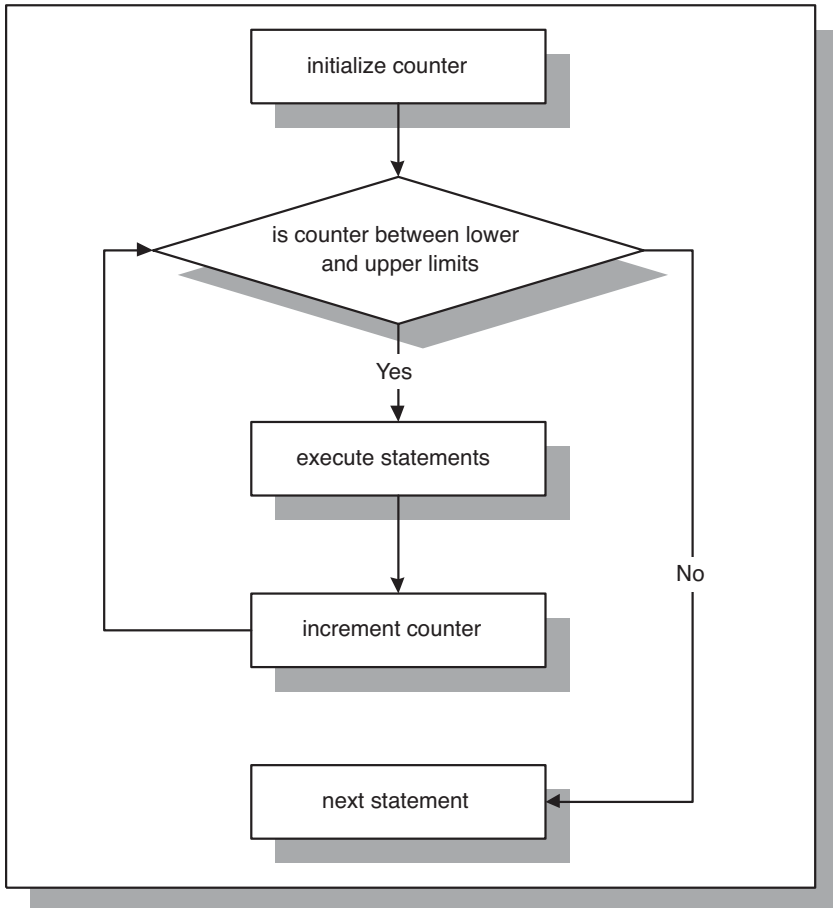 initialize counter
is counter between lower
and upper limits
Yes
execute statements
No
increment counter
next statement